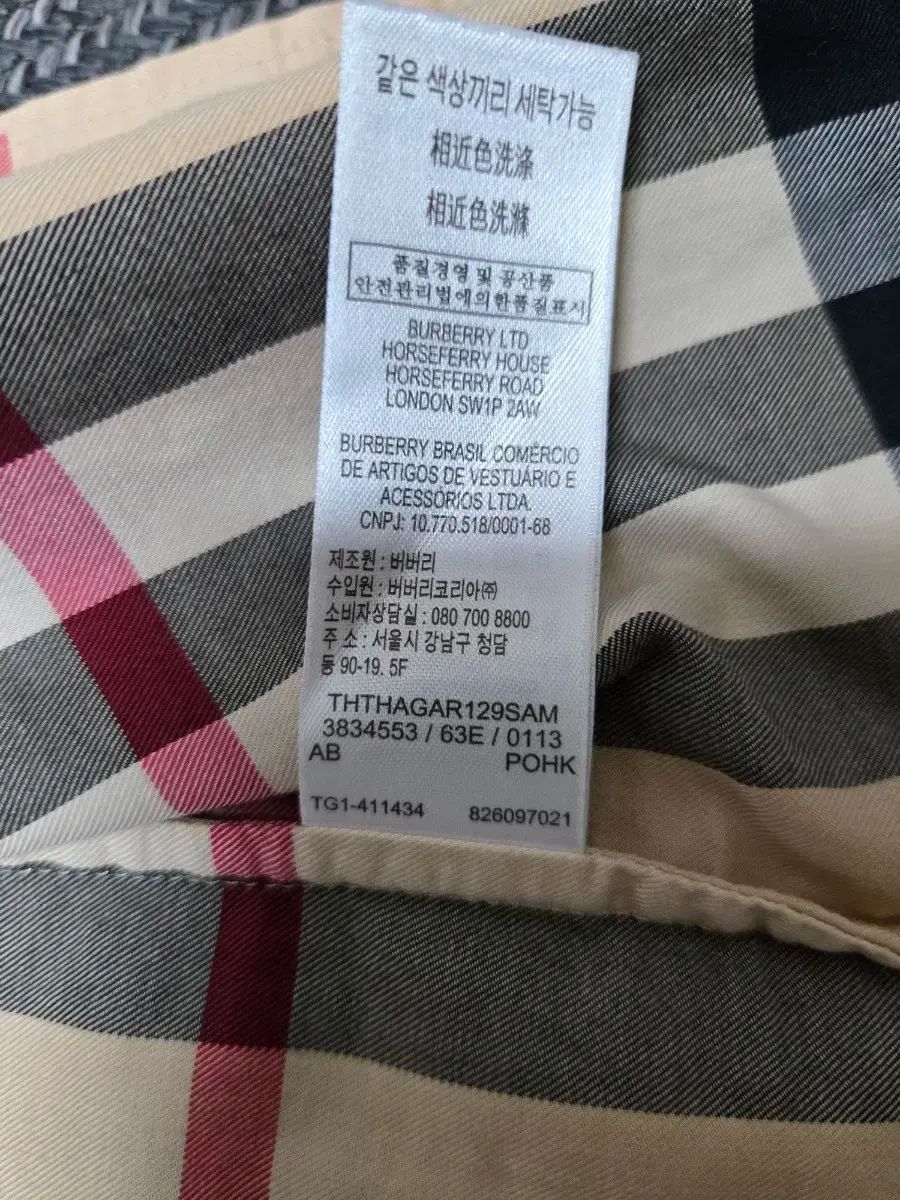 같은 색상끼리 세탁가능
相近色洗涤
相近色洗滌
품질경영 및 공산품
안전관리법에의한품질표시
BURBERRY LTD
HORSEFERRY HOUSE
HORSEFERRY ROAD
LONDON SW1P 2AW
BURBERRY BRASIL COMÉRCIO
DE ARTIGOS DE VESTUÁRIO E
ACESSÓRIOS LTDA.
CNPJ: 10.770.518/0001-68
제조원 : 버버리
수입원 : 버버리코리아㈜
소비자상담실 : 080 700 8800
주 소 : 서울시 강남구 청담
동 90-19. 5F
THTHAGAR129SAM
3834553 / 63E / 0113
AB POHK
TG1-411434 826097021